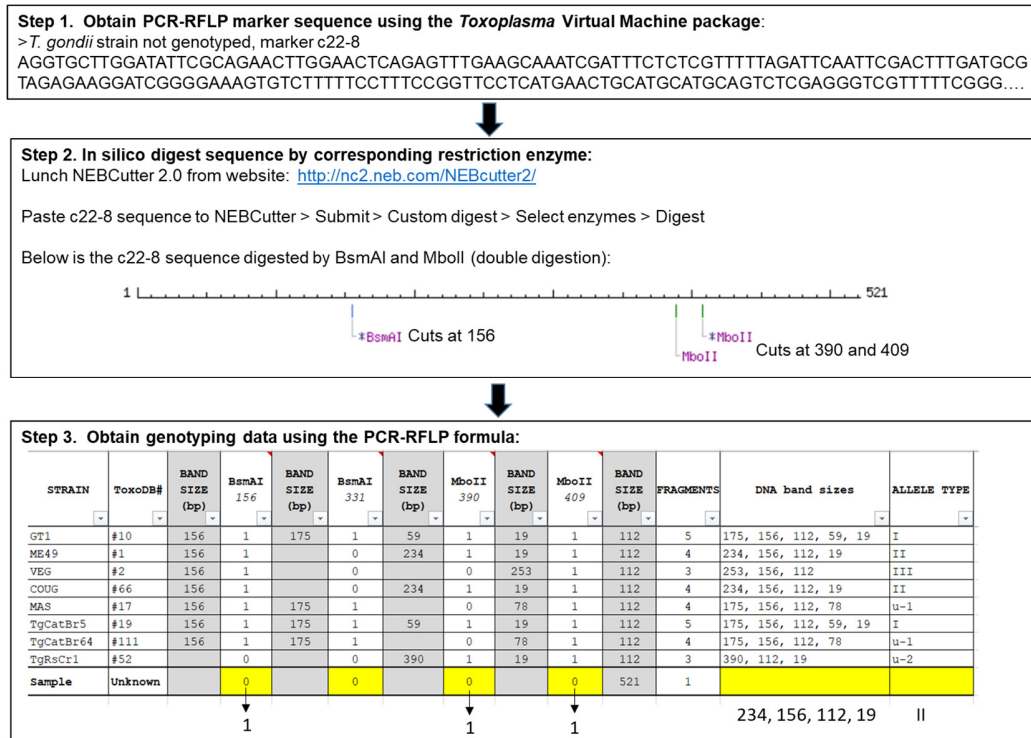 Step 1. Obtain PCR-RFLP marker sequence using the Toxoplasma Virtual Machine package:
>T. gondii strain not genotyped, marker c22-8
AGGTGCTTGGATATTCGCAGAACTTGGAACTCAGAGTTTGAAGCAAATCGATTTCTCTCGTTTTTAGATTCAATTCGACTTTGATGCG
TAGAGAAGGATCGGGGAAAGTGTCTTTTTCCTTTCCGGTTCCTCATGAACTGCATGCATGCAGTCTCGAGGGTCGTTTTTCGGG....
Step 2. In silico digest sequence by corresponding restriction enzyme:
Lunch NEBCutter 2.0 from website: http://nc2.neb.com/NEBcutter2/
Paste c22-8 sequence to NEBCutter > Submit > Custom digest > Select enzymes > Digest
Below is the c22-8 sequence digested by BsmAI and MboII (double digestion):
1 521
*BsmAI Cuts at 156
*MboII
MboII
Cuts at 390 and 409
Step 3. Obtain genotyping data using the PCR-RFLP formula:
STRAIN ToxoDB# BAND SIZE (bp) BsmAI 156 BAND SIZE (bp) BsmAI 331 BAND SIZE (bp) MboII 390 BAND SIZE (bp) MboII 409 BAND SIZE (bp) FRAGMENTS DNA band sizes ALLELE TYPE
GT1 #10 156 1 175 1 59 1 19 1 112 5 175, 156, 112, 59, 19 I
ME49 #1 156 1 0 234 1 19 1 112 4 234, 156, 112, 19 II
VEG #2 156 1 0 0 253 1 112 3 253, 156, 112 III
COUG #66 156 1 0 234 1 19 1 112 4 234, 156, 112, 19 II
MAS #17 156 1 175 1 0 78 1 112 4 175, 156, 112, 78 u-1
TgCatBr5 #19 156 1 175 1 59 1 19 1 112 5 175, 156, 112, 59, 19 I
TgCatBr64 #111 156 1 175 1 0 78 1 112 4 175, 156, 112, 78 u-1
TgRsCr1 #52 0 0 390 1 19 1 112 3 390, 112, 19 u-2
Sample Unknown 0 0 0 0 521 1
1 1 1 234, 156, 112, 19 II